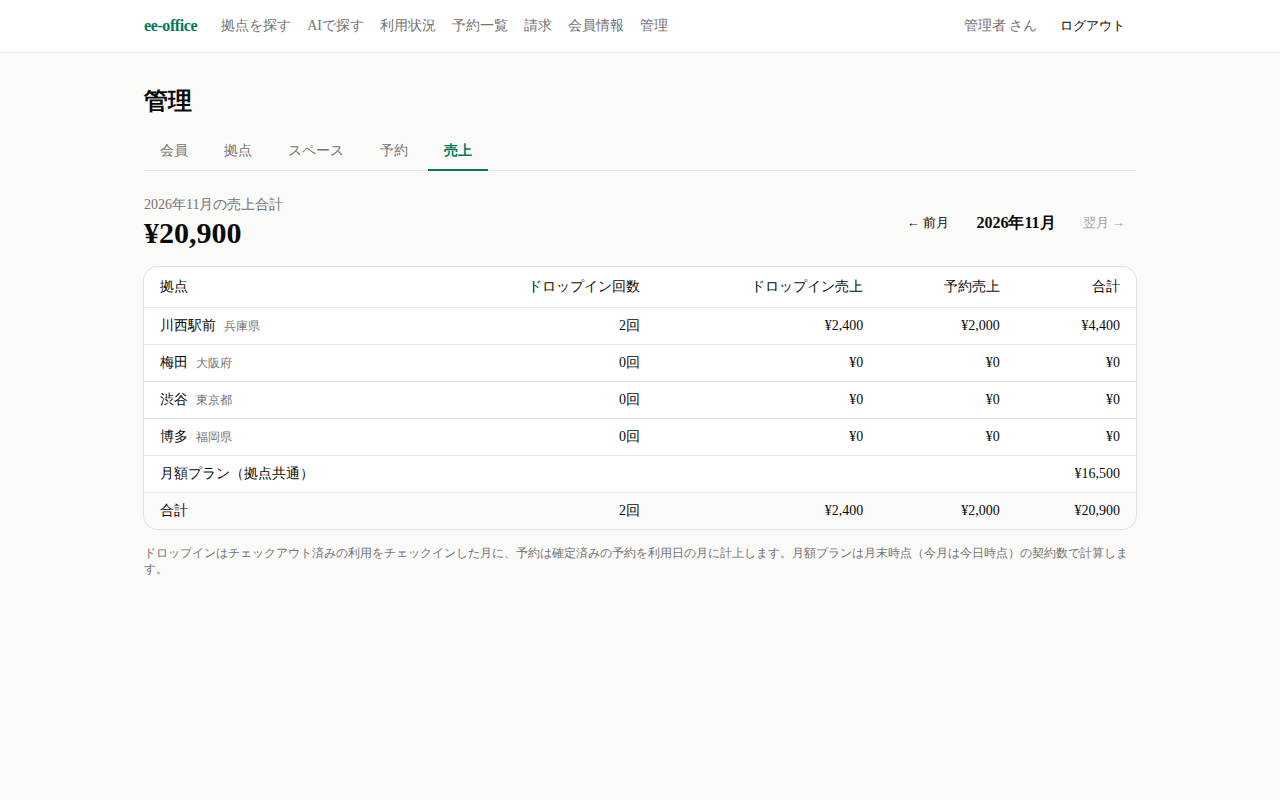 ee-office 拠点を探す AIで探す 利用状況 予約一覧 請求 会員情報 管理 管理者 さん ログアウト
管理
会員 拠点 スペース 予約 売上
2026年11月の売上合計
¥20,900
← 前月 2026年11月 翌月 →
拠点 ドロップイン回数 ドロップイン売上 予約売上 合計
川西駅前 兵庫県 2回 ¥2,400 ¥2,000 ¥4,400
梅田 大阪府 0回 ¥0 ¥0 ¥0
渋谷 東京都 0回 ¥0 ¥0 ¥0
博多 福岡県 0回 ¥0 ¥0 ¥0
月額プラン（拠点共通） ¥16,500
合計 2回 ¥2,400 ¥2,000 ¥20,900
ドロップインはチェックアウト済みの利用をチェックインした月に、予約は確定済みの予約を利用日の月に計上します。月額プランは月末時点（今月は今日時点）の契約数で計算しま
す。